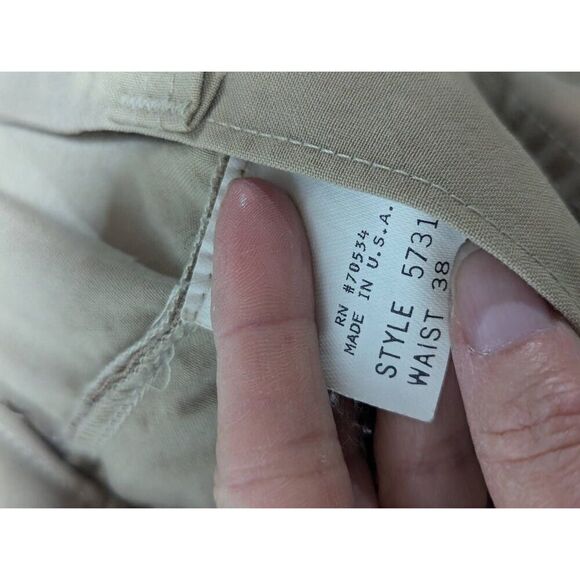 RN #70534
MADE IN U.S.A.
STYLE 5731
WAIST 38